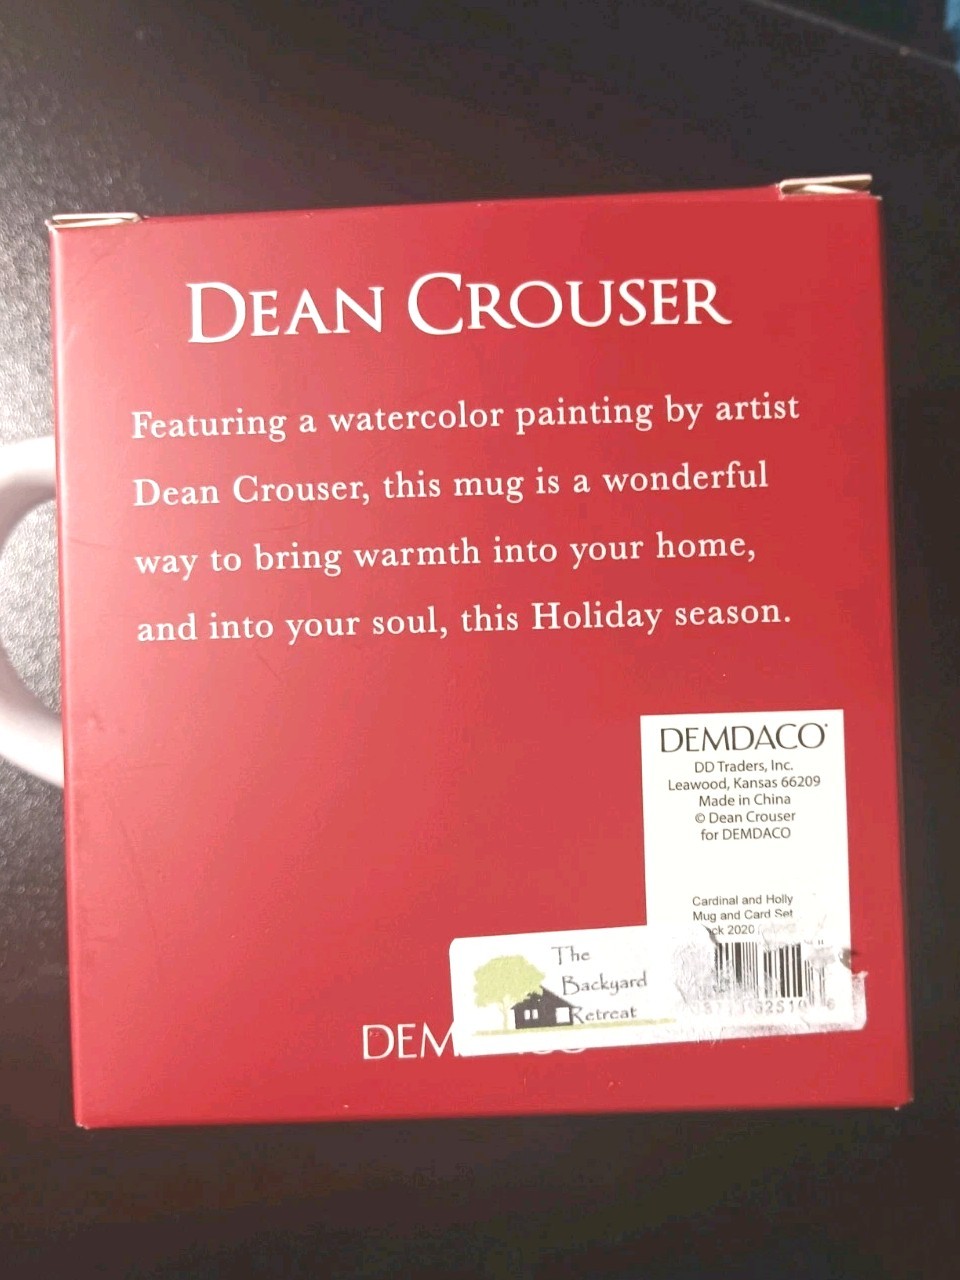 DEAN CROUSER
Featuring a watercolor painting by artist
Dean Crouser, this mug is a wonderful
way to bring warmth into your home,
and into your soul, this Holiday season.
DEMDACO
DD Traders, Inc.
Leawood, Kansas 66209
Made in China
© Dean Crouser
for DEMDACO
Cardinal and Holly
Mug and Card Set
2020
The
Backyard
Retreat